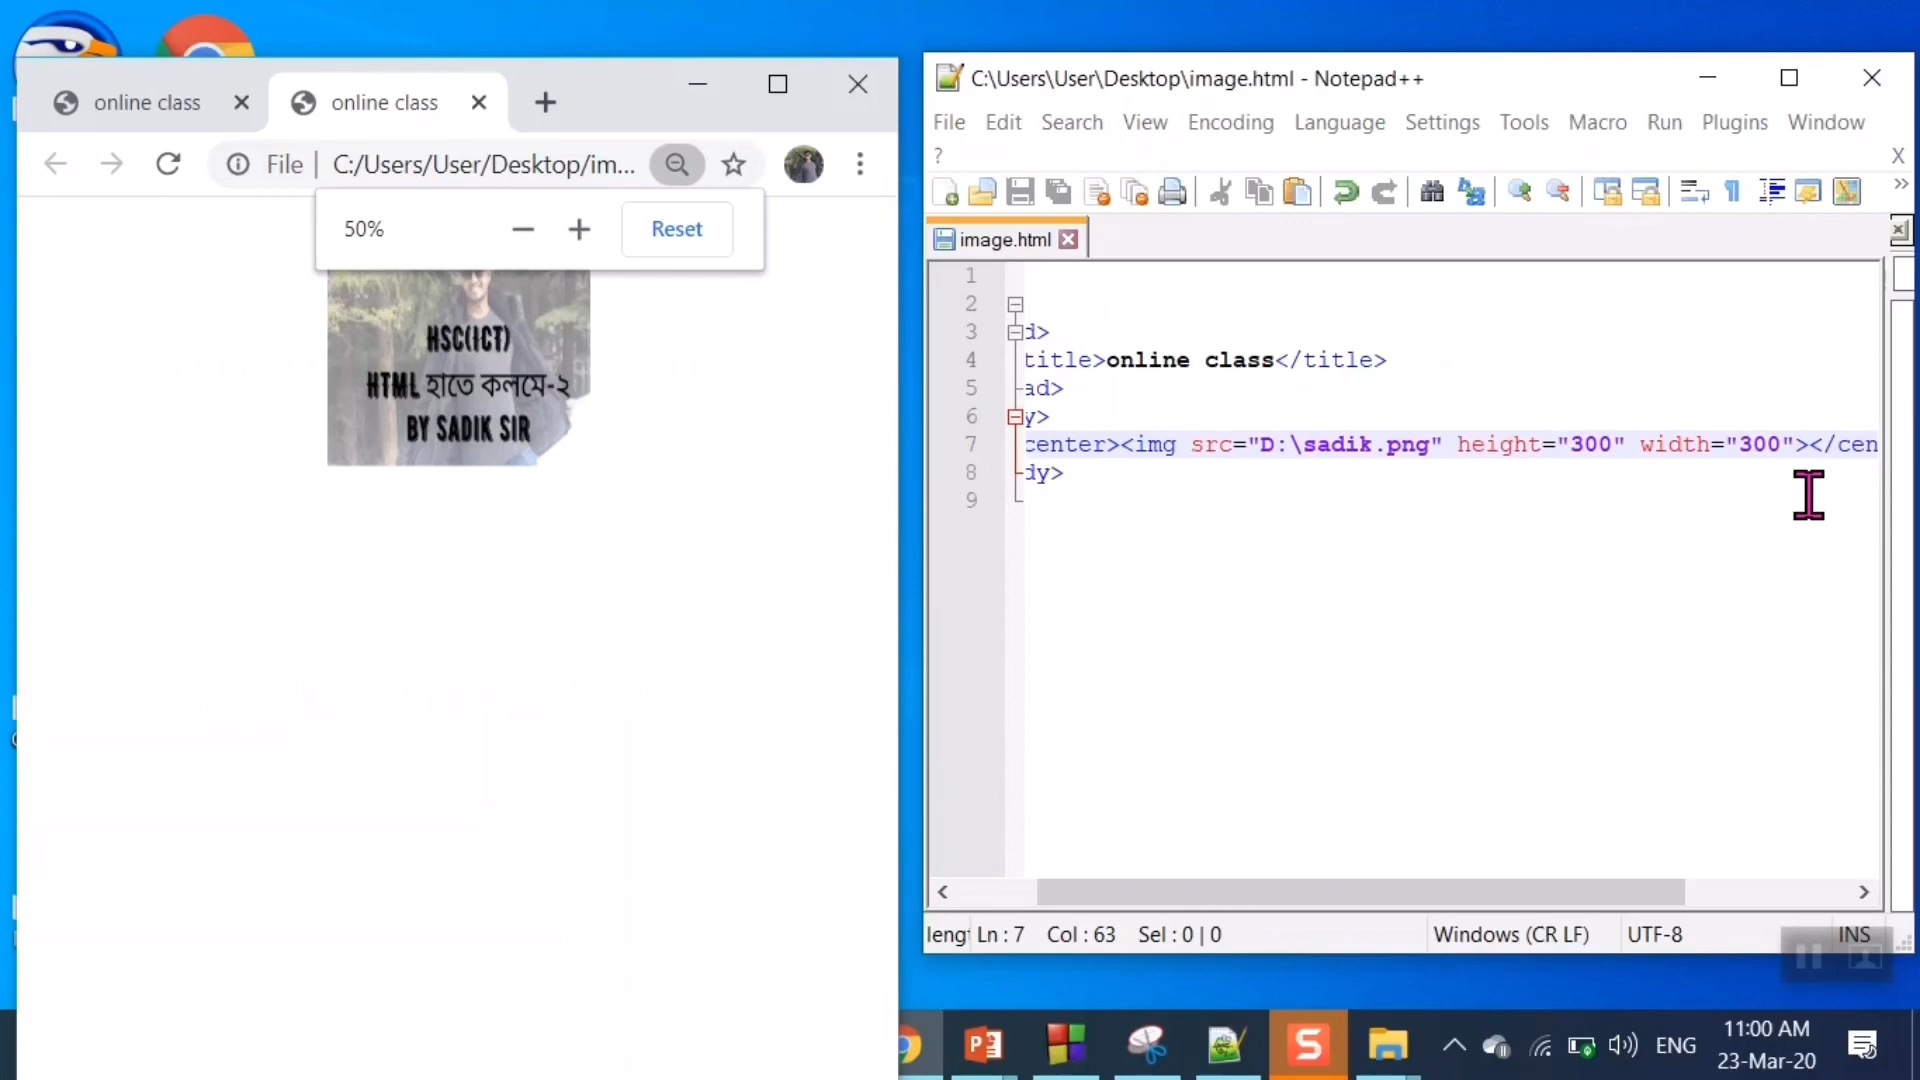 online class
online class
File | C:/Users/User/Desktop/im...
50%
Reset
HSC(ICT)
HTML হাতে কলমে-২
BY SADIK SIR
C:\Users\User\Desktop\image.html - Notepad++
File Edit Search View Encoding Language Settings Tools Macro Run Plugins Window
? X
image.html
1
2
3 d>
4 title>online class</title>
5 ad>
6 y>
7 center><img src="D:\sadik.png" height="300" width="300"></cen
8 dy>
9
lengt Ln : 7 Col : 63 Sel : 0 | 0 Windows (CR LF) UTF-8 INS
ENG
11:00 AM
23-Mar-20